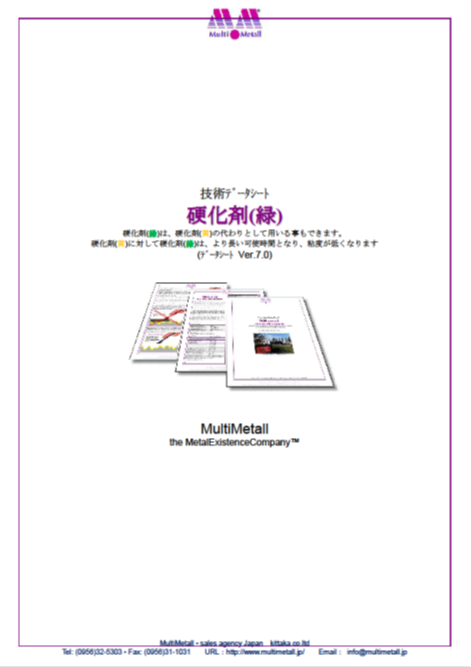 Multi Metall
技術ﾃﾞｰﾀｼｰﾄ
硬化剤(緑)
硬化剤(緑)は、硬化剤(黄)の代わりとして用いる事もできます。
硬化剤(黄)に対して硬化剤(緑)は、より長い可使時間となり、粘度が低くなります
(ﾃﾞｰﾀｼｰﾄ Ver.7.0)
MultiMetall
the MetalExistenceCompany™
MultiMetall・sales agency Japan kittaka.co.ltd
Tel: (0956)32-5303・Fax: (0956)31-1031 URL : http://www.multimetall.jp/ Email : info@multimetall.jp